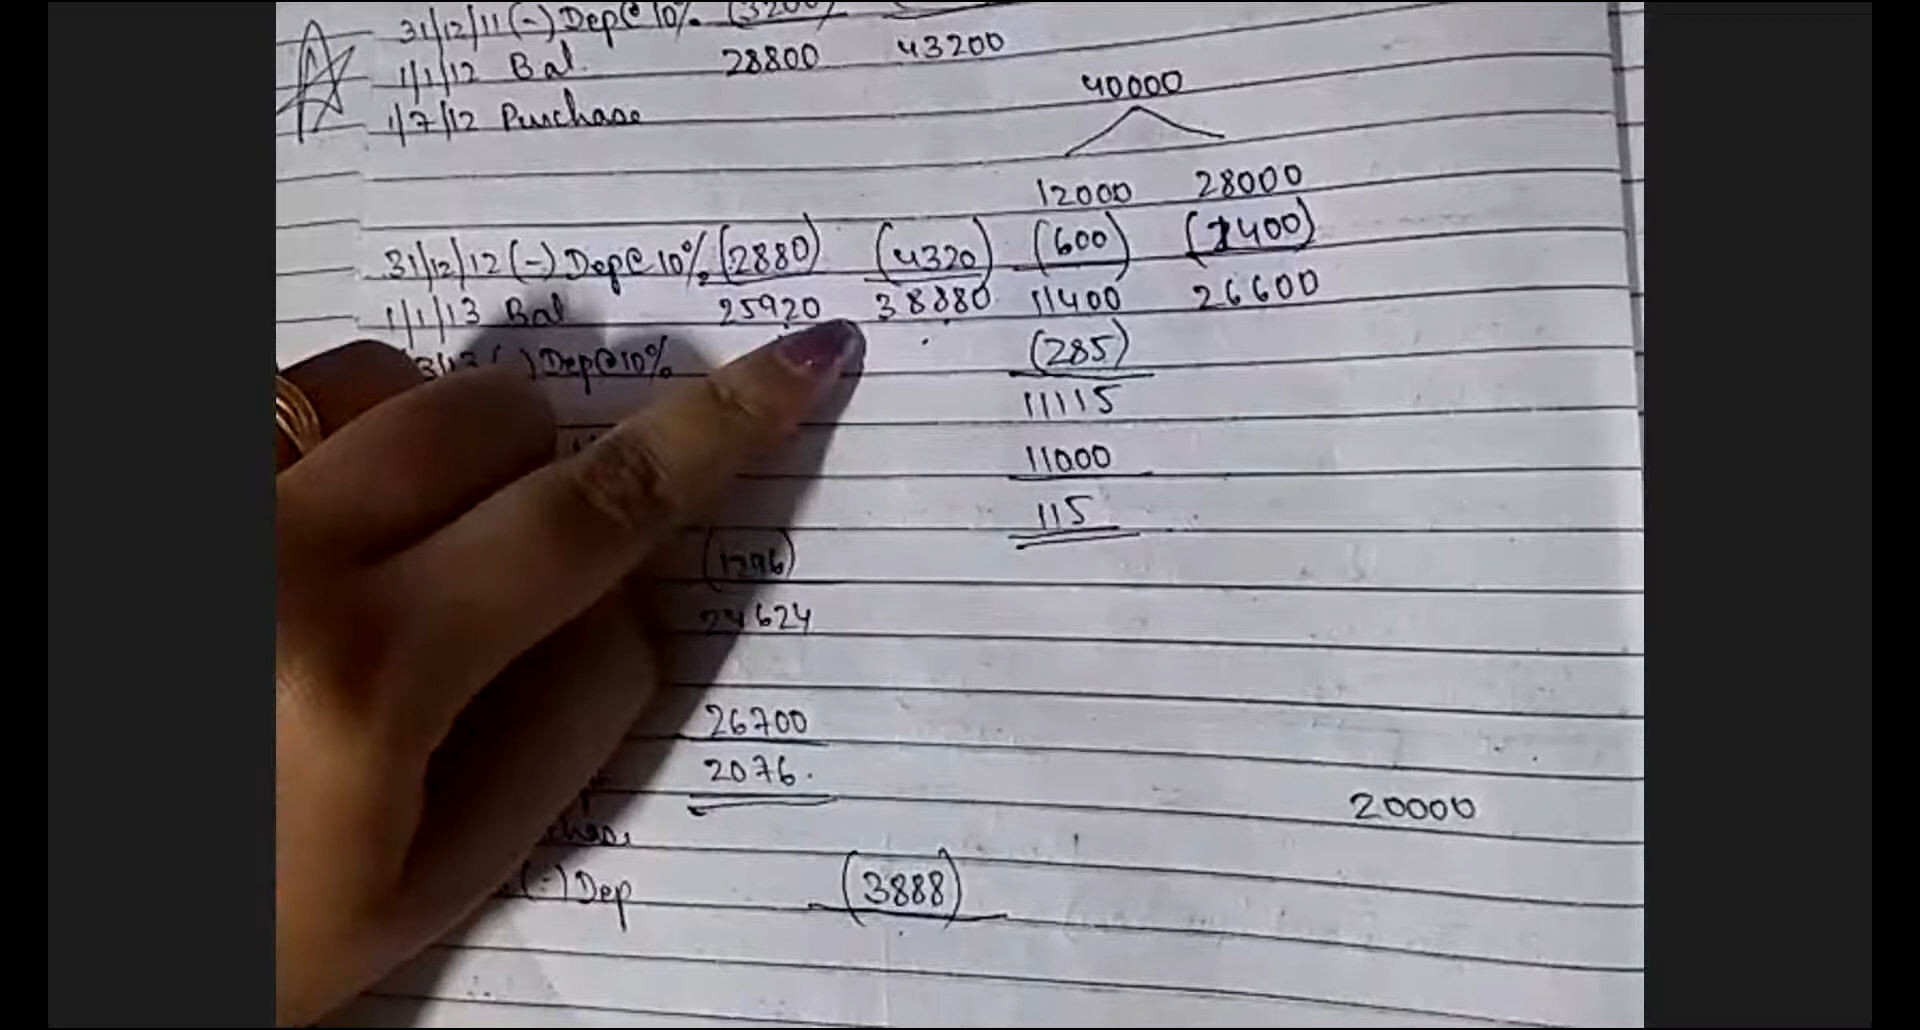 31/12/11 (-) Dep@ 10% (3200)
1/1/12 Bal. 28800 43200
40000
1/7/12 Purchase
12000 28000
31/12/12 (-) Dep@ 10% (2880) (4320) (600) (1400)
1/1/13 Bal 25920 38880 11400 26600
) Dep@10% (285)
11115
11000
115
(1296)
24624
26700
2076.
20000
(-) Dep (3888)